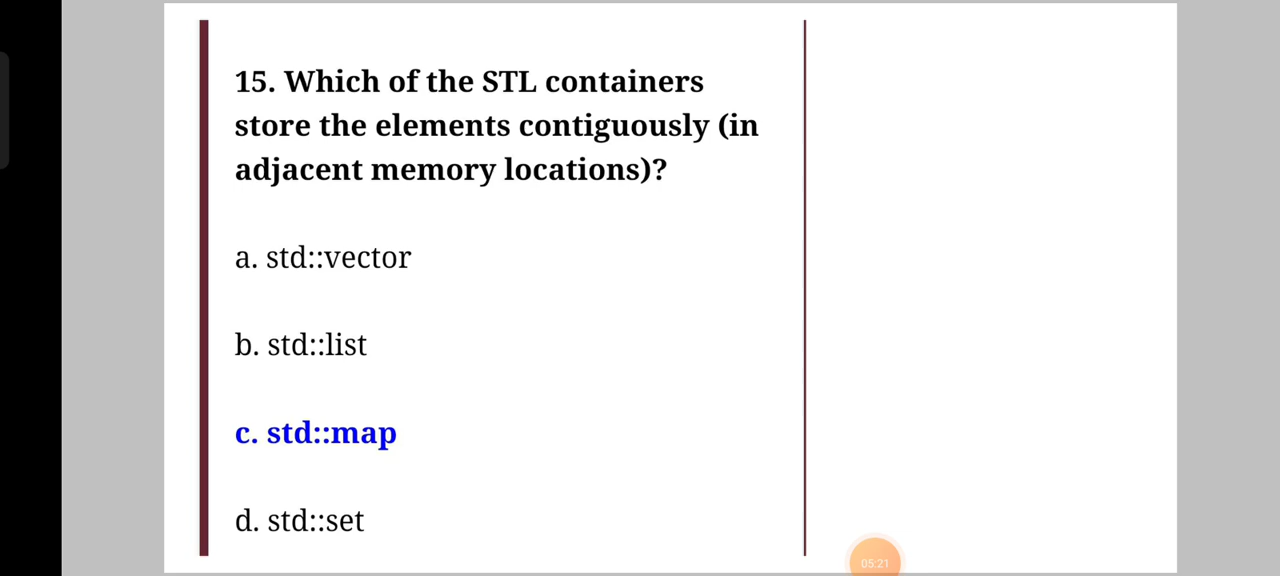 15. Which of the STL containers
store the elements contiguously (in
adjacent memory locations)?
a. std::vector
b. std::list
c. std::map
d. std::set
05:21